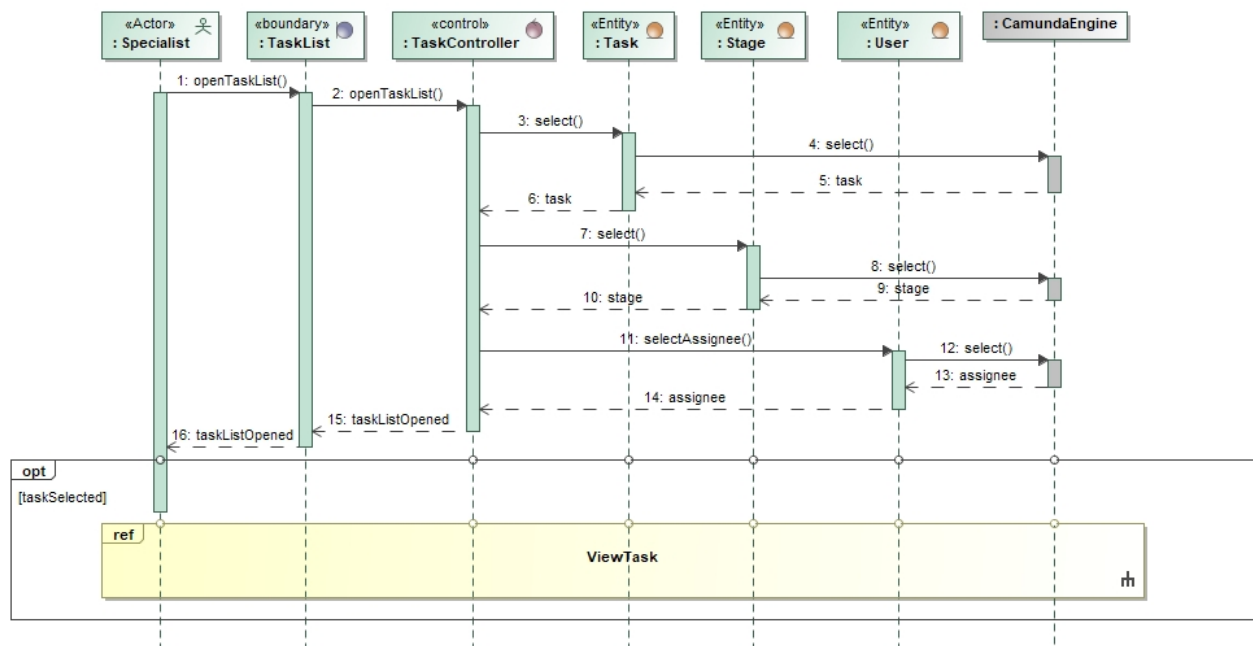 «Actor»
: Specialist
«boundary»
: TaskList
«control»
: TaskController
«Entity»
: Task
«Entity»
: Stage
«Entity»
: User
: CamundaEngine
1: openTaskList()
2: openTaskList()
3: select()
4: select()
5: task
6: task
7: select()
8: select()
9: stage
10: stage
11: selectAssignee()
12: select()
13: assignee
14: assignee
15: taskListOpened
16: taskListOpened
opt
[taskSelected]
ref
ViewTask